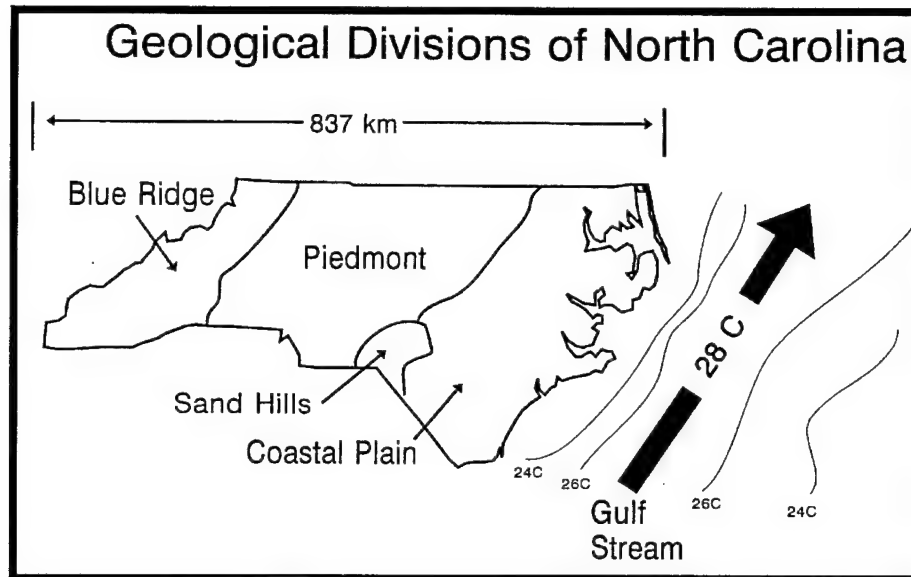 Geological Divisions of North Carolina
837 km
Blue Ridge
Piedmont
28 C
Sand Hills
Coastal Plain
24C
26C
Gulf
Stream
26C
24C